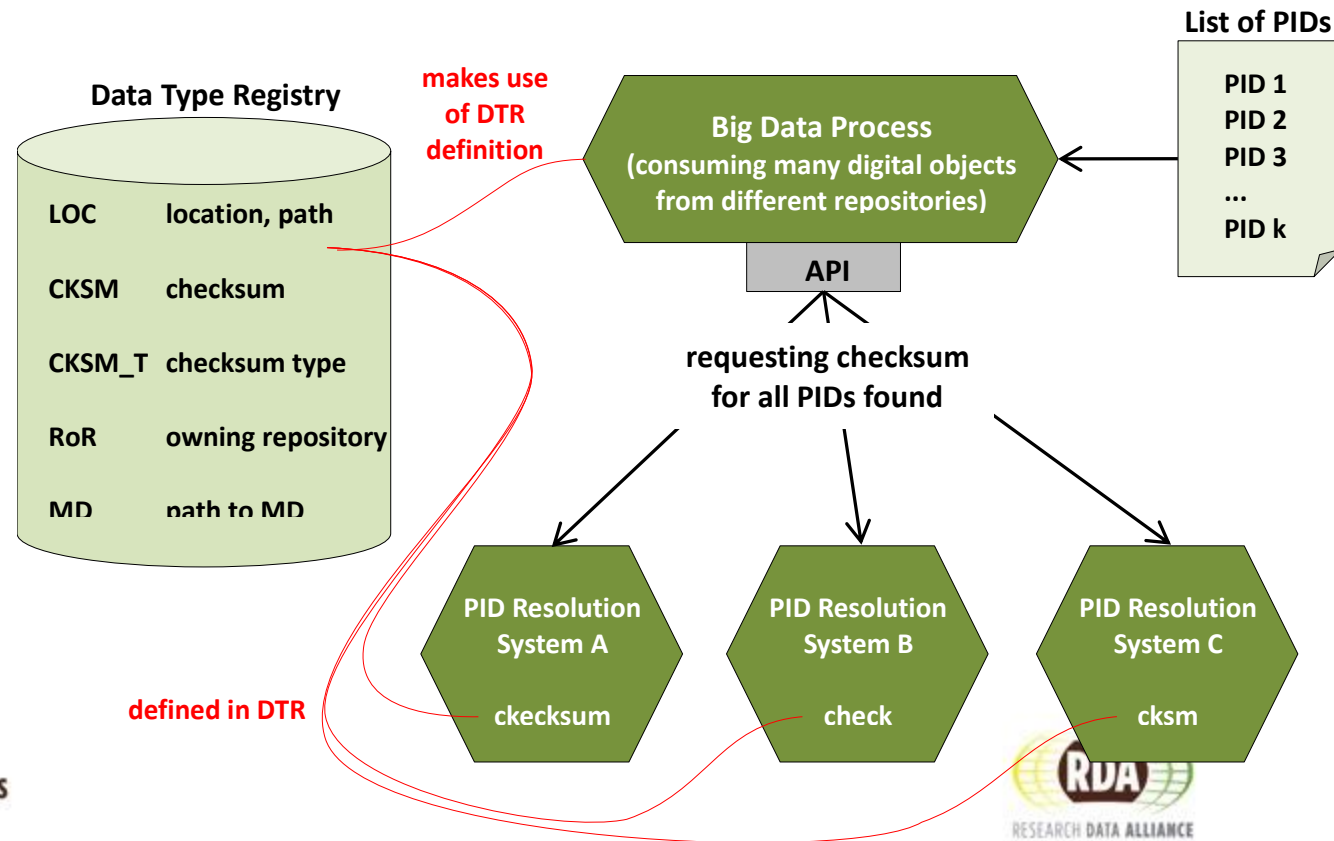 List of PIDs
PID 1
PID 2
PID 3
...
PID k
makes use
of DTR
definition
Data Type Registry
LOC location, path
CKSM checksum
CKSM_T checksum type
RoR owning repository
MD path to MD
Big Data Process
(consuming many digital objects
from different repositories)
API
requesting checksum
for all PIDs found
PID Resolution
System A
ckecksum
PID Resolution
System B
check
PID Resolution
System C
cksm
defined in DTR
S
RDA
RESEARCH DATA ALLIANCE